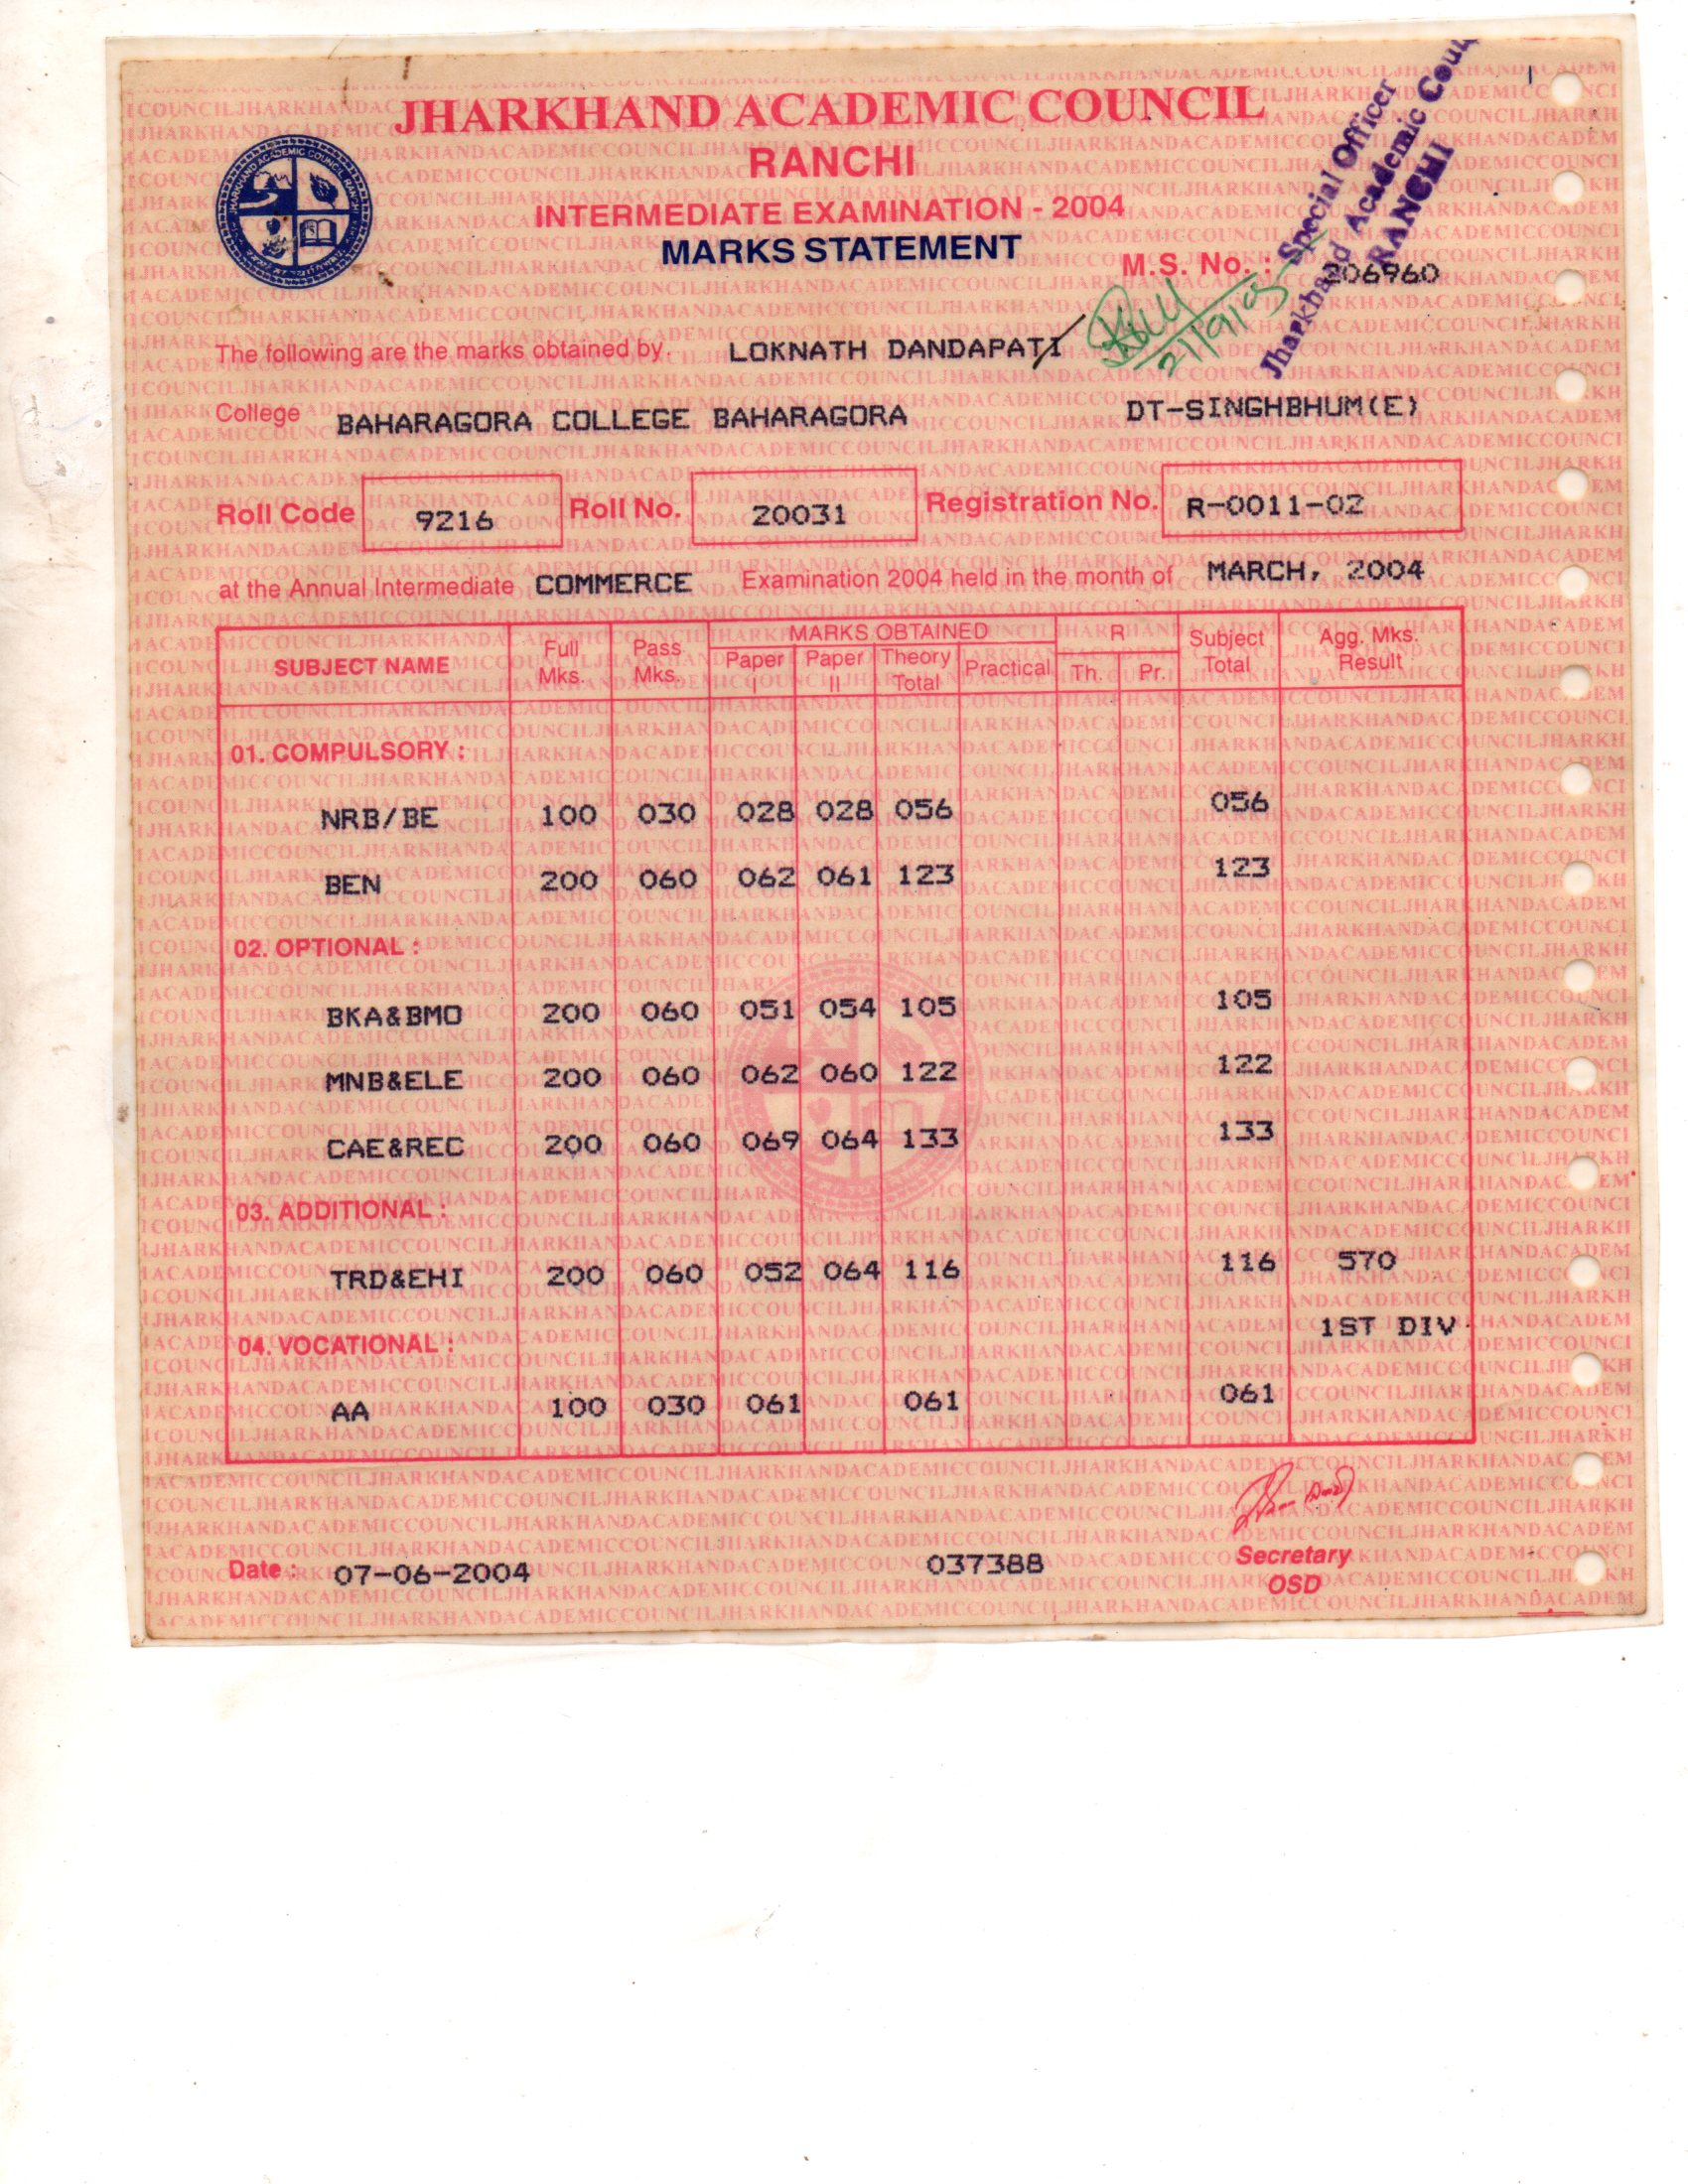 JHARKHAND ACADEMIC COUNCIL
RANCHI
INTERMEDIATE EXAMINATION - 2004
MARKS STATEMENT
Special Officer
Jharkhand Academic Coun
RANCHI
M.S. No. : 206960
21/9/05
The following are the marks obtained by. LOKNATH DANDAPATI
College BAHARAGORA COLLEGE BAHARAGORA DT-SINGHBHUM(E)
Roll Code 9216 Roll No. 20031 Registration No. R-0011-02
at the Annual Intermediate COMMERCE Examination 2004 held in the month of MARCH, 2004
SUBJECT NAME Full Mks. Pass Mks. MARKS OBTAINED R Subject Total Agg. Mks. Result
Paper I Paper II Theory Total Practical Th. Pr.
01. COMPULSORY :
NRB/BE 100 030 028 028 056 056
BEN 200 060 062 061 123 123
02. OPTIONAL :
BKA&BMO 200 060 051 054 105 105
MNB&ELE 200 060 062 060 122 122
CAE&REC 200 060 069 064 133 133
03. ADDITIONAL :
TRD&EHI 200 060 052 064 116 116 570
1ST DIV.
04. VOCATIONAL :
AA 100 030 061 061 061
Date : 07-06-2004 037388 Secretary
OSD